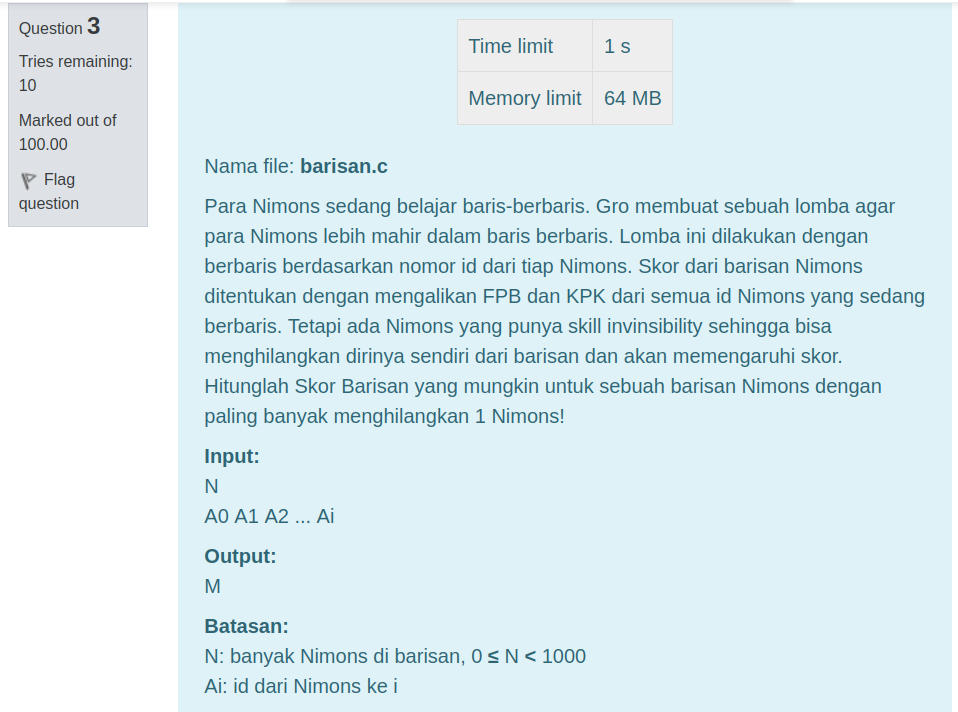 Question 3
Tries remaining:
10
Marked out of
100.00
Flag
question
Time limit 1 s
Memory limit 64 MB
Nama file: barisan.c
Para Nimons sedang belajar baris-berbaris. Gro membuat sebuah lomba agar
para Nimons lebih mahir dalam baris berbaris. Lomba ini dilakukan dengan
berbaris berdasarkan nomor id dari tiap Nimons. Skor dari barisan Nimons
ditentukan dengan mengalikan FPB dan KPK dari semua id Nimons yang sedang
berbaris. Tetapi ada Nimons yang punya skill invinsibility sehingga bisa
menghilangkan dirinya sendiri dari barisan dan akan memengaruhi skor.
Hitunglah Skor Barisan yang mungkin untuk sebuah barisan Nimons dengan
paling banyak menghilangkan 1 Nimons!
Input:
N
A0 A1 A2 ... Ai
Output:
M
Batasan:
N: banyak Nimons di barisan, 0 ≤ N < 1000
Ai: id dari Nimons ke i